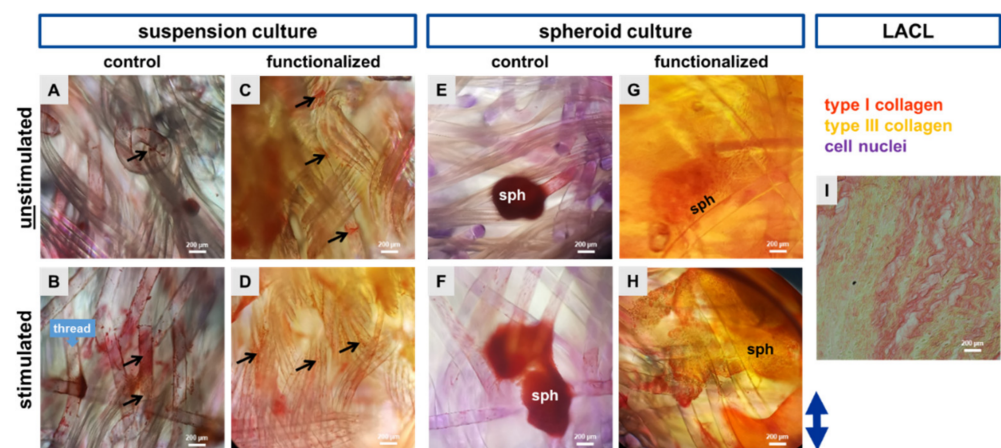 suspension culture
spheroid culture
LACL
control
functionalized
control
functionalized
unstimulated
stimulated
A
200 µm
C
200 µm
E
sph
200 µm
G
sph
200 µm
type I collagen
type III collagen
cell nuclei
I
200 µm
B
thread
200 µm
D
200 µm
F
sph
200 µm
H
sph
200 µm